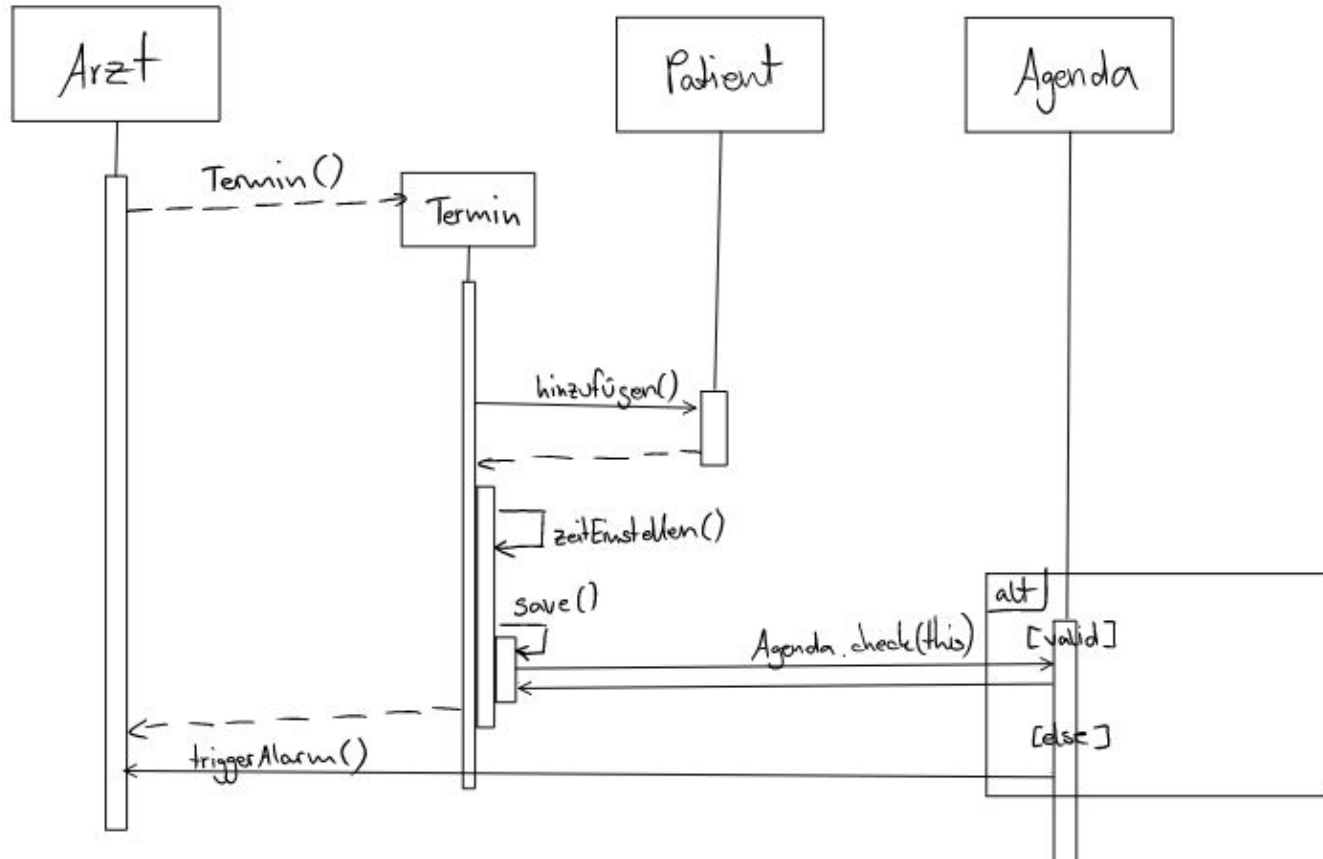 Arzt
Patient
Agenda
Termin()
Termin
hinzufügen()
zeitEinstellen()
alt
save()
[valid]
Agenda.check(this)
[else]
triggerAlarm()